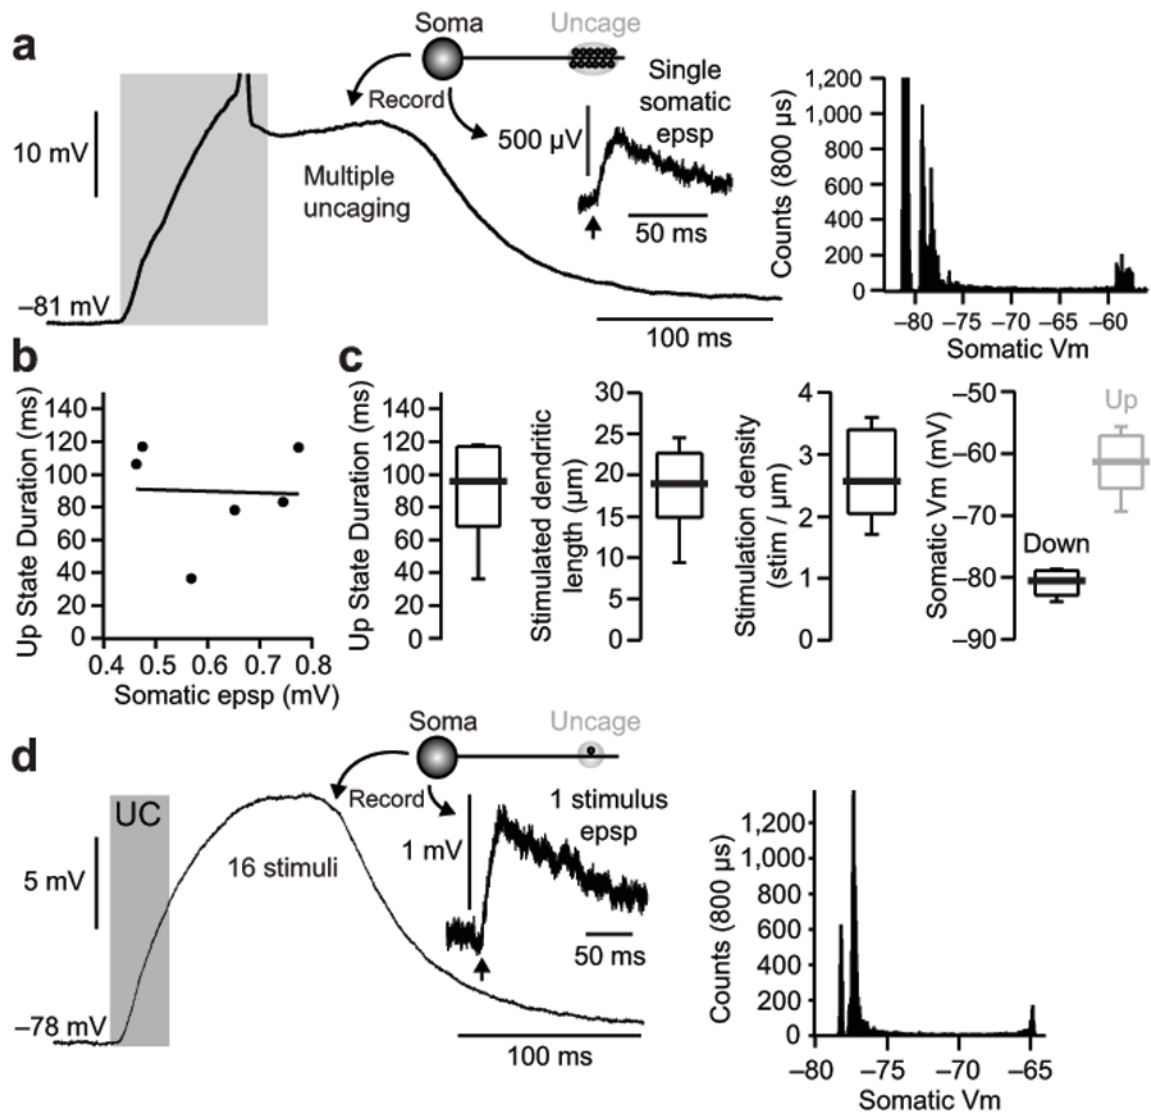 a
Soma
Uncage
Record
10 mV
Multiple
uncaging
–81 mV
100 ms
Single
somatic
epsp
500 µV
50 ms
Counts (800 µs)
1,200
1,000
800
600
400
200
0
–80 –75 –70 –65 –60
Somatic Vm
b
Up State Duration (ms)
140
120
100
80
60
40
20
0
0.4 0.5 0.6 0.7 0.8
Somatic epsp (mV)
c
Up State Duration (ms)
140
120
100
80
60
40
20
0
Stimulated dendritic
length (µm)
30
25
20
15
10
5
0
Stimulation density
(stim / µm)
4
3
2
1
0
Somatic Vm (mV)
–50
–60
–70
–80
–90
Up
Down
d
Soma
Uncage
Record
UC
5 mV
16 stimuli
–78 mV
100 ms
1 stimulus
epsp
1 mV
50 ms
Counts (800 µs)
1,200
1,000
800
600
400
200
0
–80 –75 –70 –65
Somatic Vm